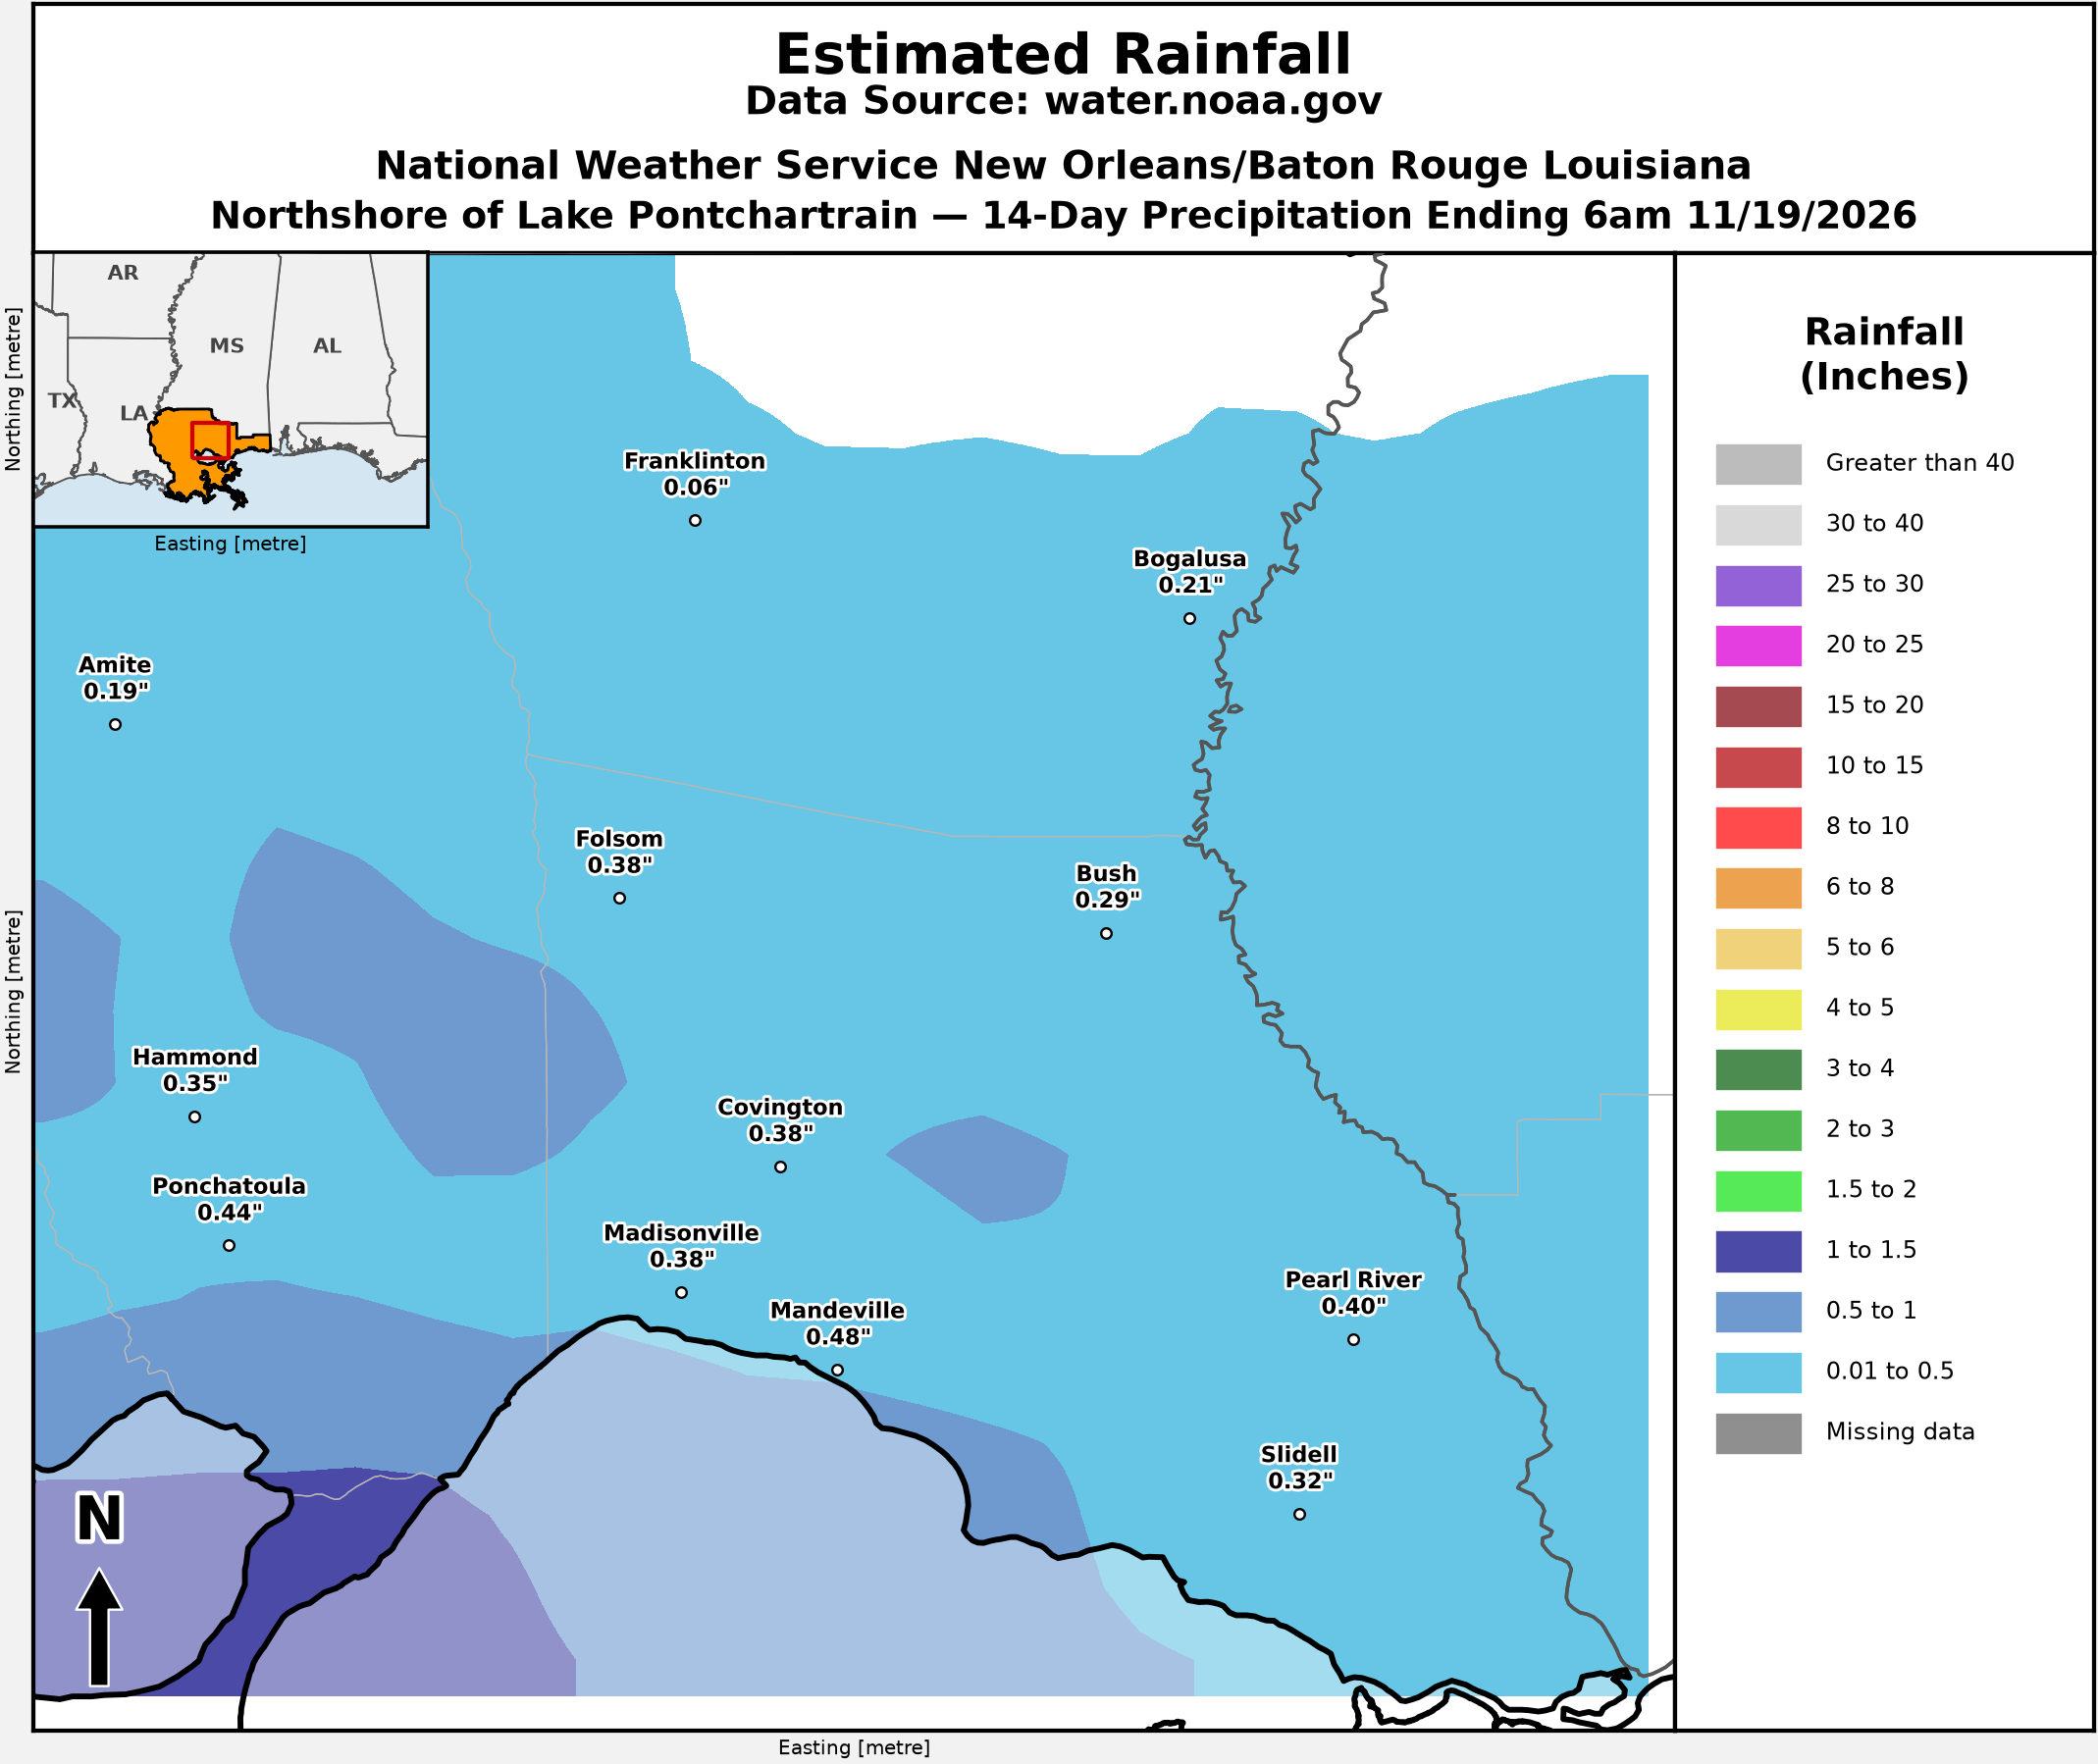 Estimated Rainfall
Data Source: water.noaa.gov
National Weather Service New Orleans/Baton Rouge Louisiana
Northshore of Lake Pontchartrain — 14-Day Precipitation Ending 6am 11/19/2026
Northing [metre]
AR
MS
AL
TX
LA
Easting [metre]
Rainfall
(Inches)
Greater than 40
30 to 40
25 to 30
20 to 25
15 to 20
10 to 15
8 to 10
6 to 8
5 to 6
4 to 5
3 to 4
2 to 3
1.5 to 2
1 to 1.5
0.5 to 1
0.01 to 0.5
Missing data
Franklinton
0.06"
Bogalusa
0.21"
Amite
0.19"
Folsom
0.38"
Bush
0.29"
Northing [metre]
Hammond
0.35"
Covington
0.38"
Ponchatoula
0.44"
Madisonville
0.38"
Pearl River
0.40"
Mandeville
0.48"
Slidell
0.32"
N
Easting [metre]